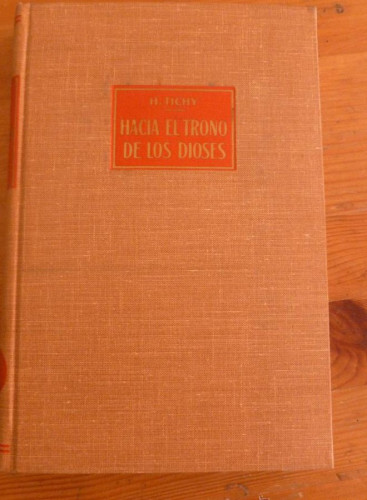 H. TICHY
HACIA EL TRONO
DE LOS DIOSES